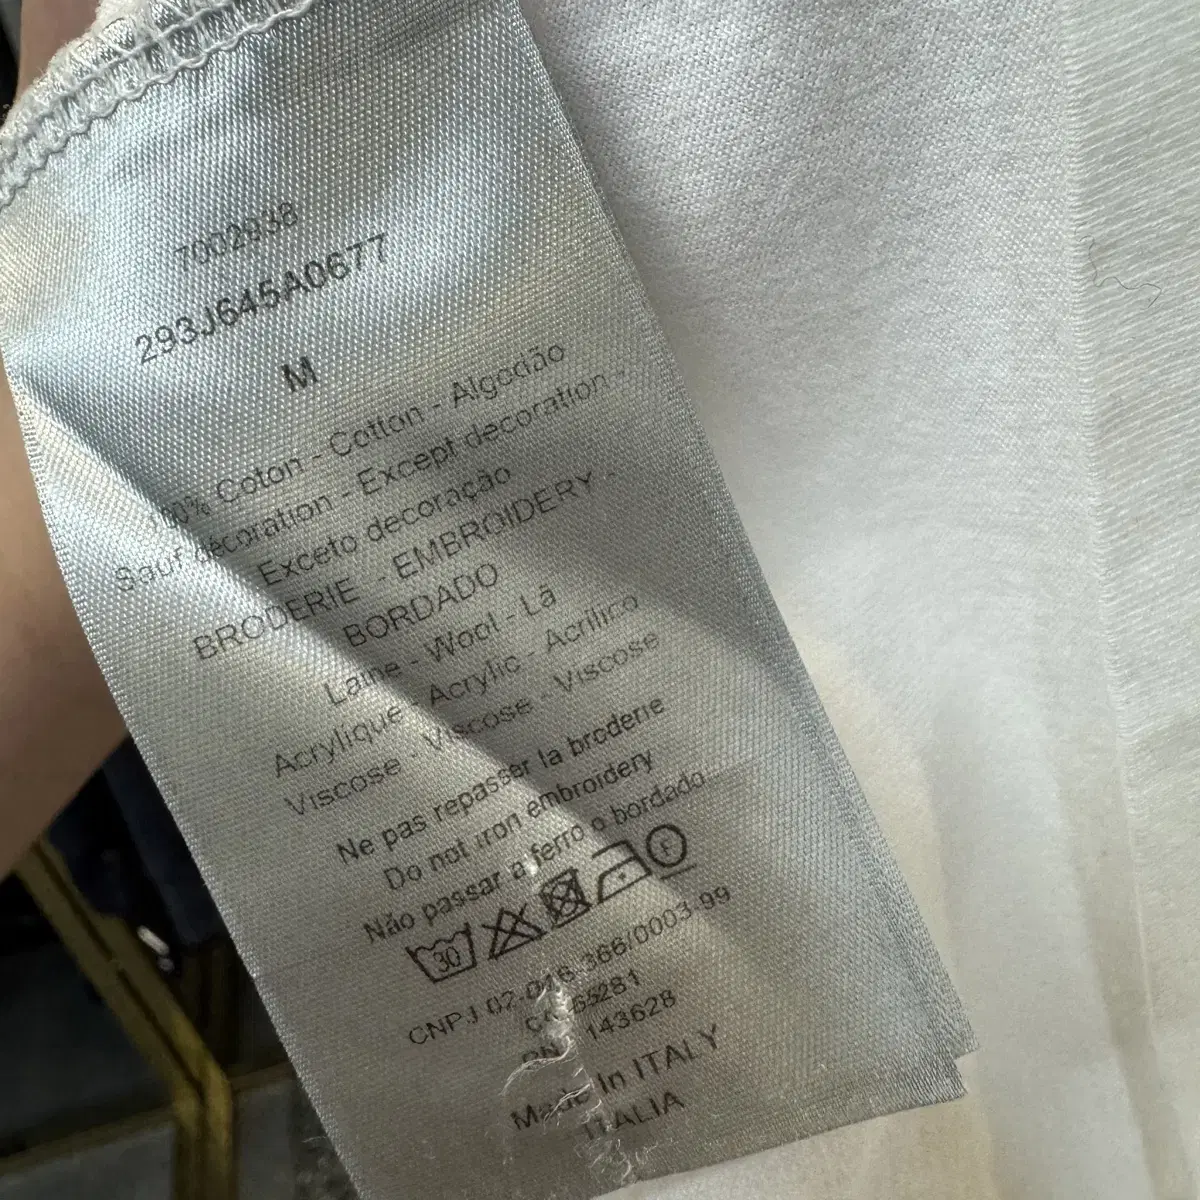 7002938
293J645A0677
M
100% Coton - Cotton - Algodão
Sauf décoration - Except decoration -
Exceto decoração
BRODERIE - EMBROIDERY -
BORDADO
Laine - Wool - Lã
Acrylique - Acrylic - Acrílico
Viscose - Viscose - Viscose
Ne pas repasser la broderie
Do not iron embroidery
Não passar a ferro o bordado
30
CNPJ 02.016.366/0003-99
65281
143628
Made In ITALY
ITALIA